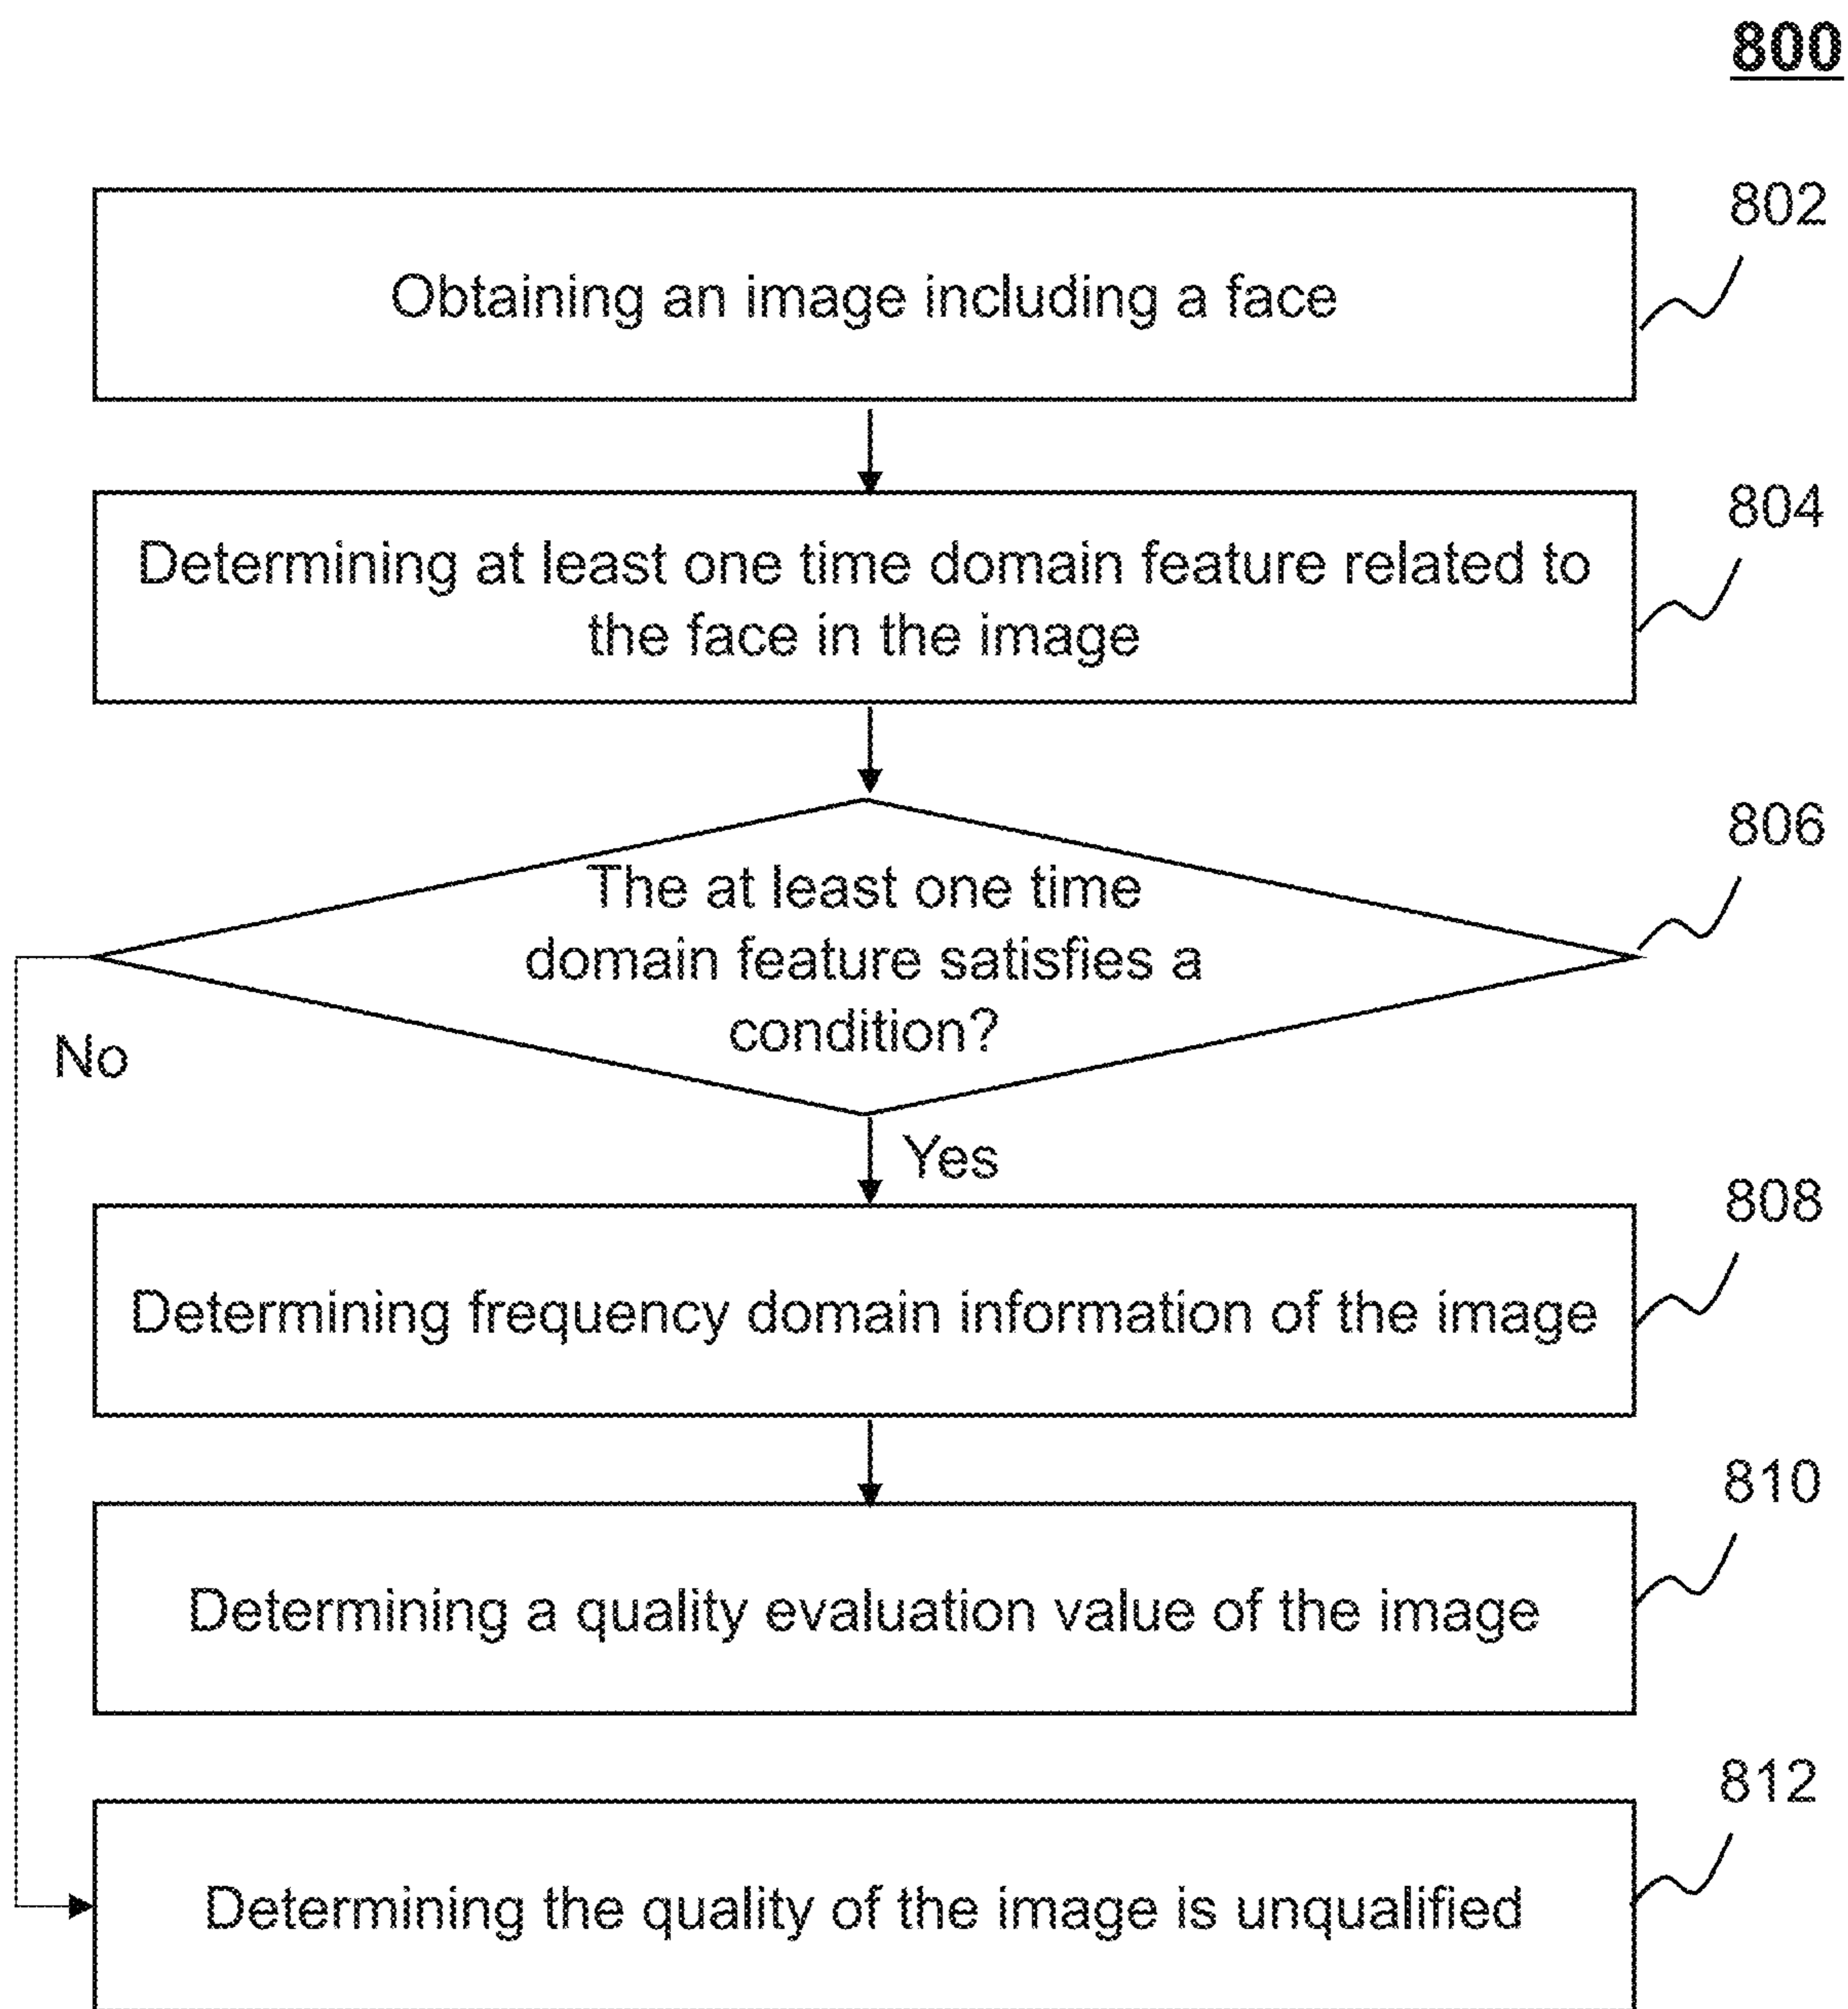 800
802
Obtaining an image including a face
804
Determining at least one time domain feature related to
the face in the image
806
The at least one time
domain feature satisfies a
condition?
No
Yes
808
Determining frequency domain information of the image
810
Determining a quality evaluation value of the image
812
Determining the quality of the image is unqualified